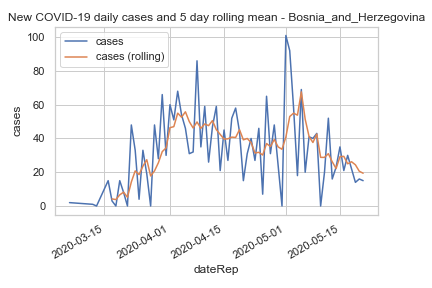 New COVID-19 daily cases and 5 day rolling mean - Bosnia_and_Herzegovina
cases
cases (rolling)
100
80
60
40
20
0
cases
2020-03-15
2020-04-01
2020-04-15
2020-05-01
2020-05-15
dateRep